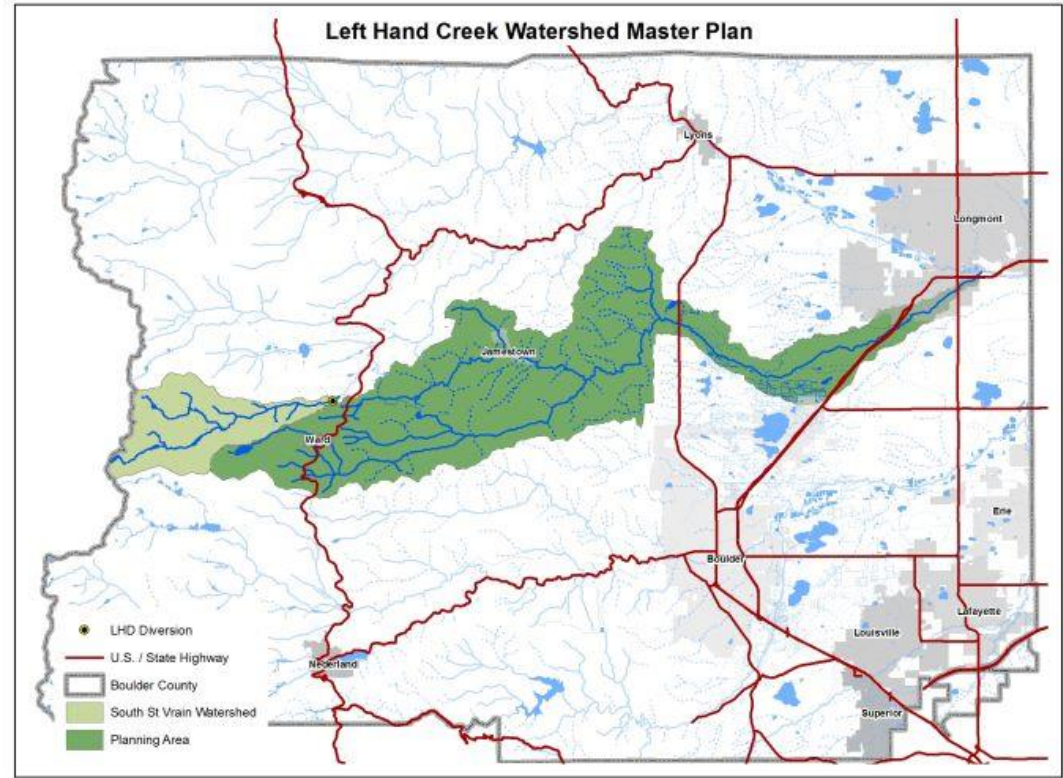 Left Hand Creek Watershed Master Plan
Lyons
Longmont
Jamestown
Ward
Erie
Boulder
Lafayette
Louisville
Nederland
Superior
LHD Diversion
U.S. / State Highway
Boulder County
South St Vrain Watershed
Planning Area